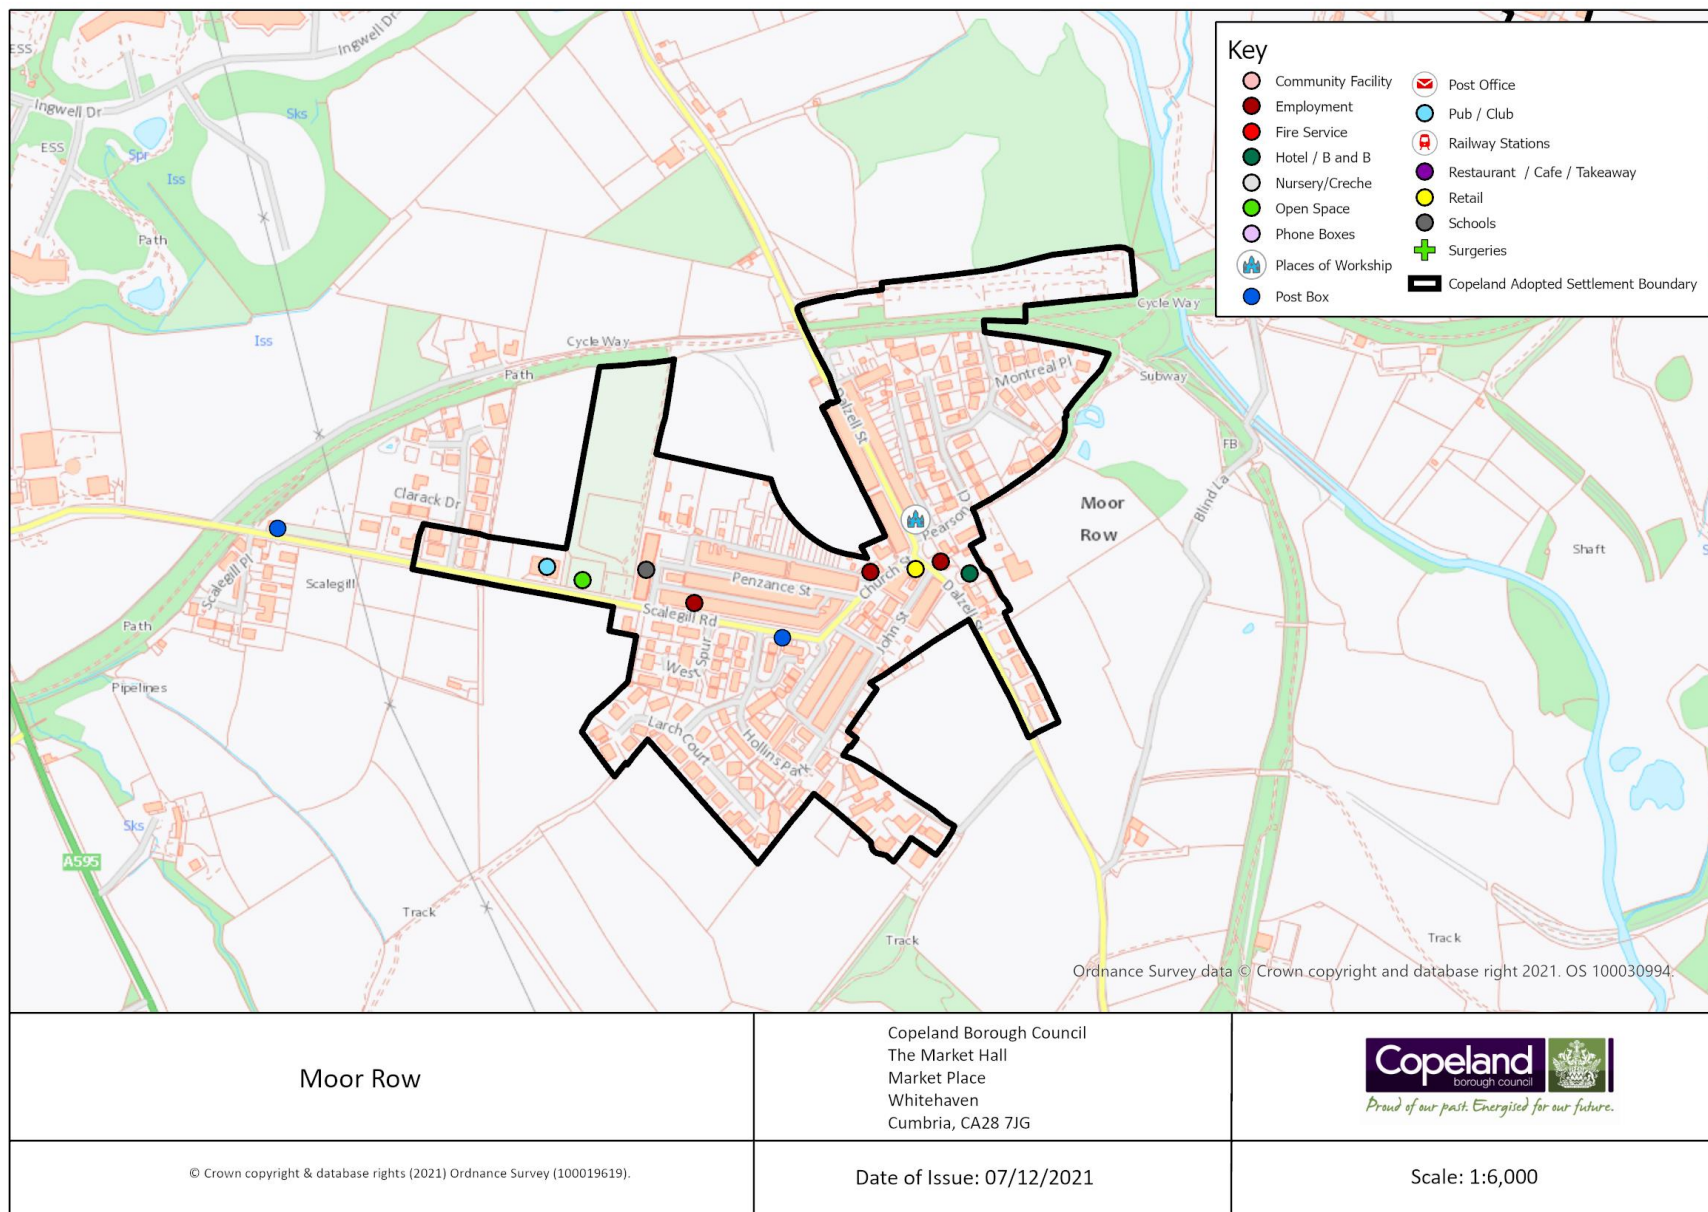 Key
Community Facility
Employment
Fire Service
Hotel / B and B
Nursery/Creche
Open Space
Phone Boxes
Places of Workship
Post Box
Post Office
Pub / Club
Railway Stations
Restaurant / Cafe / Takeaway
Retail
Schools
Surgeries
Copeland Adopted Settlement Boundary
ESS
Ingwell Dr
Ingwell Dr
Sks
ESS
Spr
Iss
Path
Iss
Cycle Way
Path
Cycle Way
Subway
Montreal Pl
Dalzell St
FB
Clarack Dr
Pearson Cl
Moor
Row
Blind La
Shaft
Scalegill Pl
Scalegill
Penzance St
Church St
Scalegill Rd
Dalzell St
John St
Path
West
Spur
Pipelines
Larch Court
Hollins Park
Sks
A595
Track
Track
Track
Ordnance Survey data © Crown copyright and database right 2021. OS 100030994.
Moor Row
Copeland Borough Council
The Market Hall
Market Place
Whitehaven
Cumbria, CA28 7JG
Copeland
borough council
Proud of our past. Energised for our future.
© Crown copyright & database rights (2021) Ordnance Survey (100019619).
Date of Issue: 07/12/2021
Scale: 1:6,000